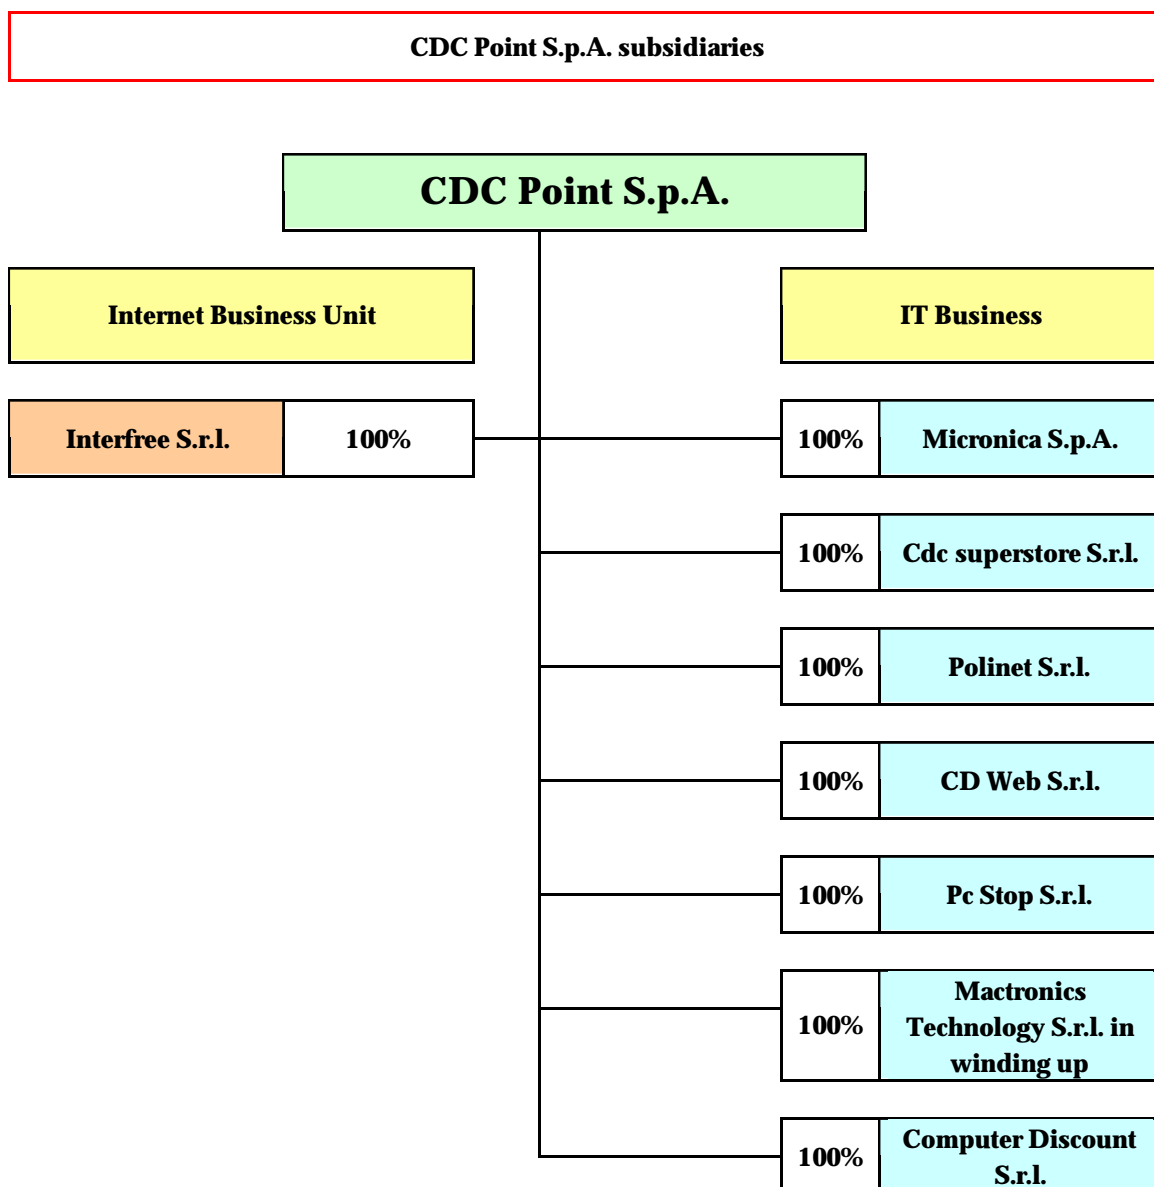 CDC Point S.p.A. subsidiaries
CDC Point S.p.A.
Internet Business Unit
IT Business
Interfree S.r.l.
100%
100%
Micronica S.p.A.
100%
Cdc superstore S.r.l.
100%
Polinet S.r.l.
100%
CD Web S.r.l.
100%
Pc Stop S.r.l.
100%
Mactronics
Technology S.r.l. in
winding up
100%
Computer Discount
S.r.l.